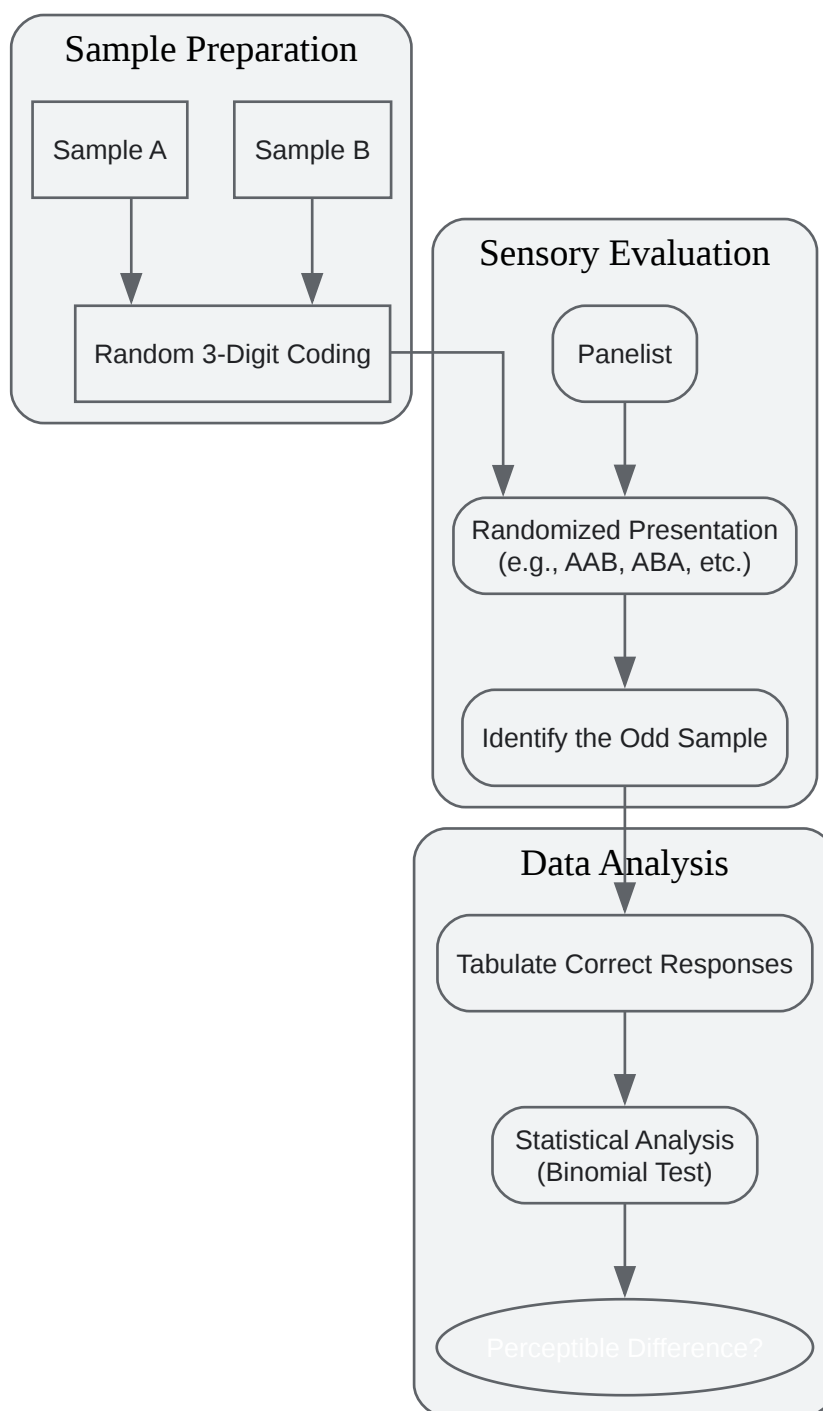 Sample Preparation
Sample A
Sample B
Random 3-Digit Coding
Sensory Evaluation
Panelist
Randomized Presentation
(e.g., AAB, ABA, etc.)
Identify the Odd Sample
Data Analysis
Tabulate Correct Responses
Statistical Analysis
(Binomial Test)
Perceptible Difference?